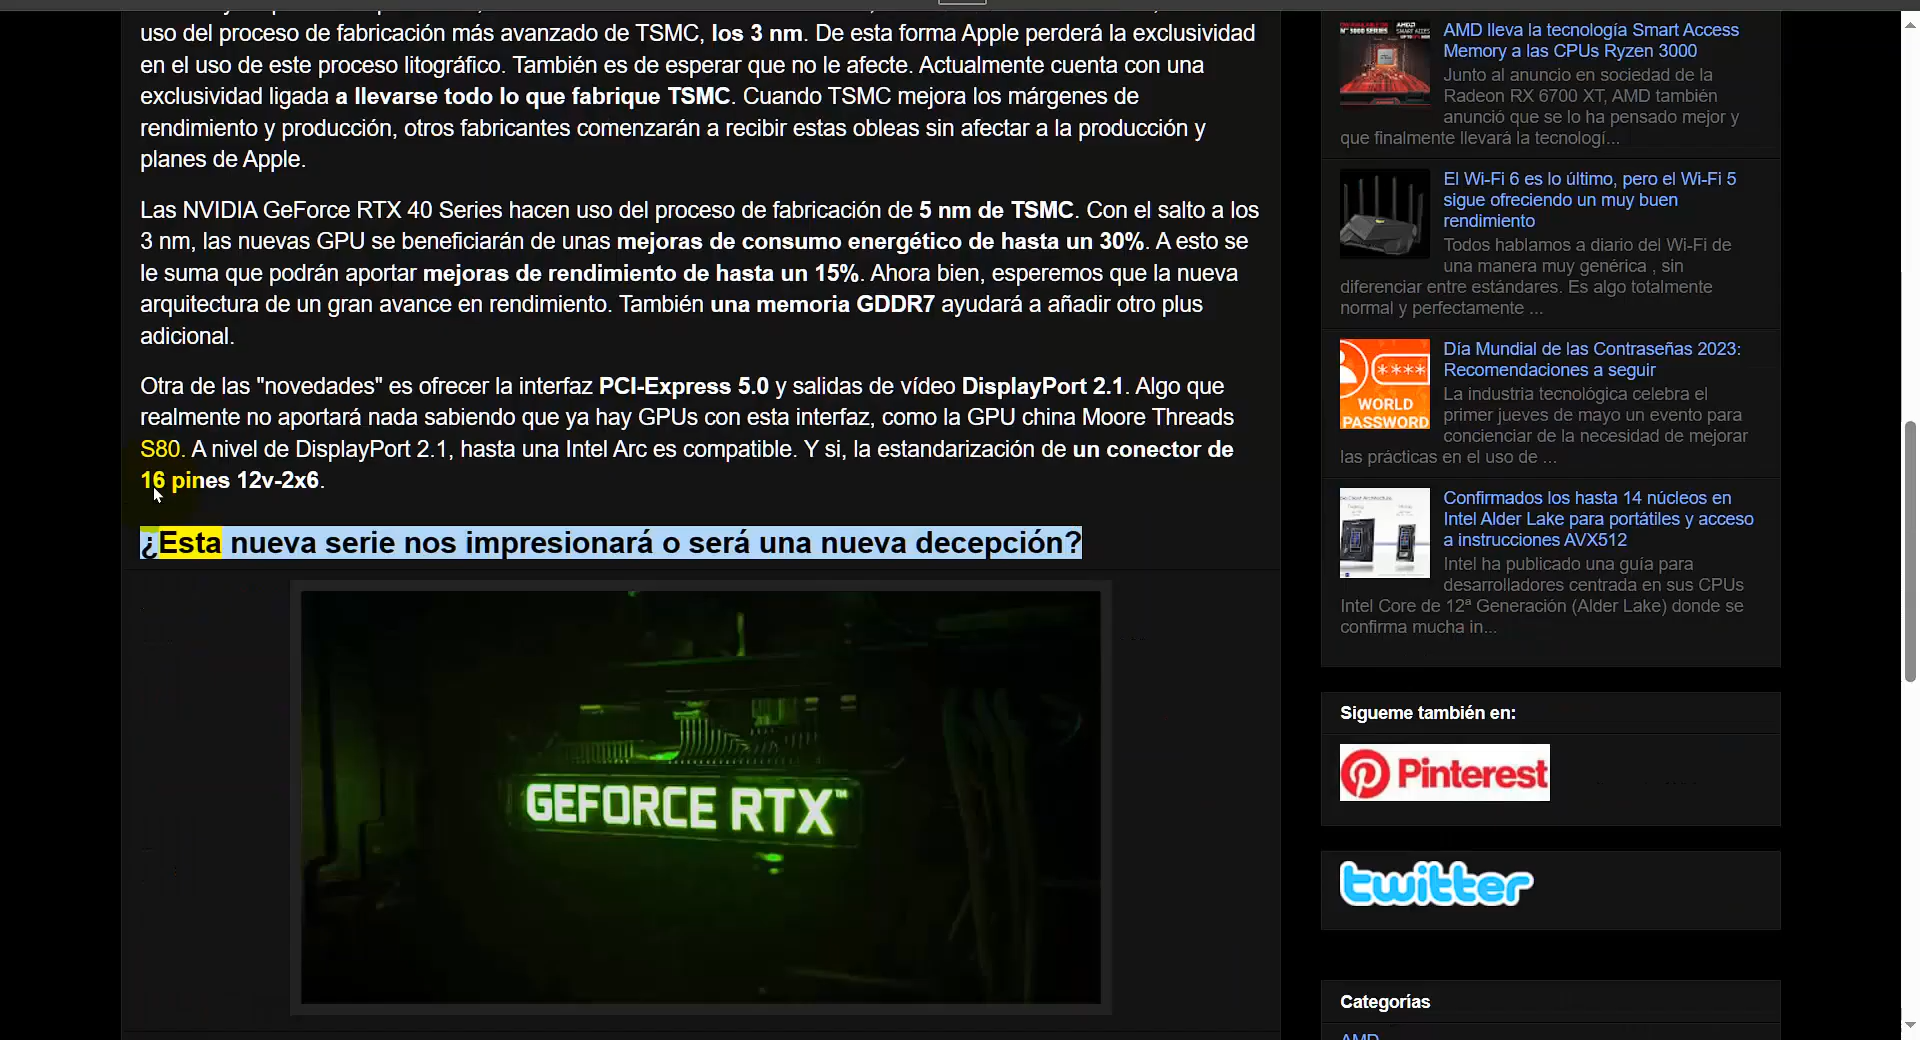 uso del proceso de fabricación más avanzado de TSMC, los 3 nm. De esta forma Apple perderá la exclusividad
en el uso de este proceso litográfico. También es de esperar que no le afecte. Actualmente cuenta con una
exclusividad ligada a llevarse todo lo que fabrique TSMC. Cuando TSMC mejora los márgenes de
rendimiento y producción, otros fabricantes comenzarán a recibir estas obleas sin afectar a la producción y
planes de Apple.
Las NVIDIA GeForce RTX 40 Series hacen uso del proceso de fabricación de 5 nm de TSMC. Con el salto a los
3 nm, las nuevas GPU se beneficiarán de unas mejoras de consumo energético de hasta un 30%. A esto se
le suma que podrán aportar mejoras de rendimiento de hasta un 15%. Ahora bien, esperemos que la nueva
arquitectura de un gran avance en rendimiento. También una memoria GDDR7 ayudará a añadir otro plus
adicional.
Otra de las "novedades" es ofrecer la interfaz PCI-Express 5.0 y salidas de vídeo DisplayPort 2.1. Algo que
realmente no aportará nada sabiendo que ya hay GPUs con esta interfaz, como la GPU china Moore Threads
S80. A nivel de DisplayPort 2.1, hasta una Intel Arc es compatible. Y si, la estandarización de un conector de
16 pines 12v-2x6.
¿Esta nueva serie nos impresionará o será una nueva decepción?
GEFORCE RTX™
AMD lleva la tecnología Smart Access
Memory a las CPUs Ryzen 3000
Junto al anuncio en sociedad de la
Radeon RX 6700 XT, AMD también
anunció que se lo ha pensado mejor y
que finalmente llevará la tecnologí...
El Wi-Fi 6 es lo último, pero el Wi-Fi 5
sigue ofreciendo un muy buen
rendimiento
Todos hablamos a diario del Wi-Fi de
una manera muy genérica , sin
diferenciar entre estándares. Es algo totalmente
normal y perfectamente ...
****
WORLD
PASSWORD
Día Mundial de las Contraseñas 2023:
Recomendaciones a seguir
La industria tecnológica celebra el
primer jueves de mayo un evento para
concienciar de la necesidad de mejorar
las prácticas en el uso de ...
Confirmados los hasta 14 núcleos en
Intel Alder Lake para portátiles y acceso
a instrucciones AVX512
Intel ha publicado una guía para
desarrolladores centrada en sus CPUs
Intel Core de 12ª Generación (Alder Lake) donde se
confirma mucha in...
Sigueme también en:
Pinterest
twitter
Categorías
AMD